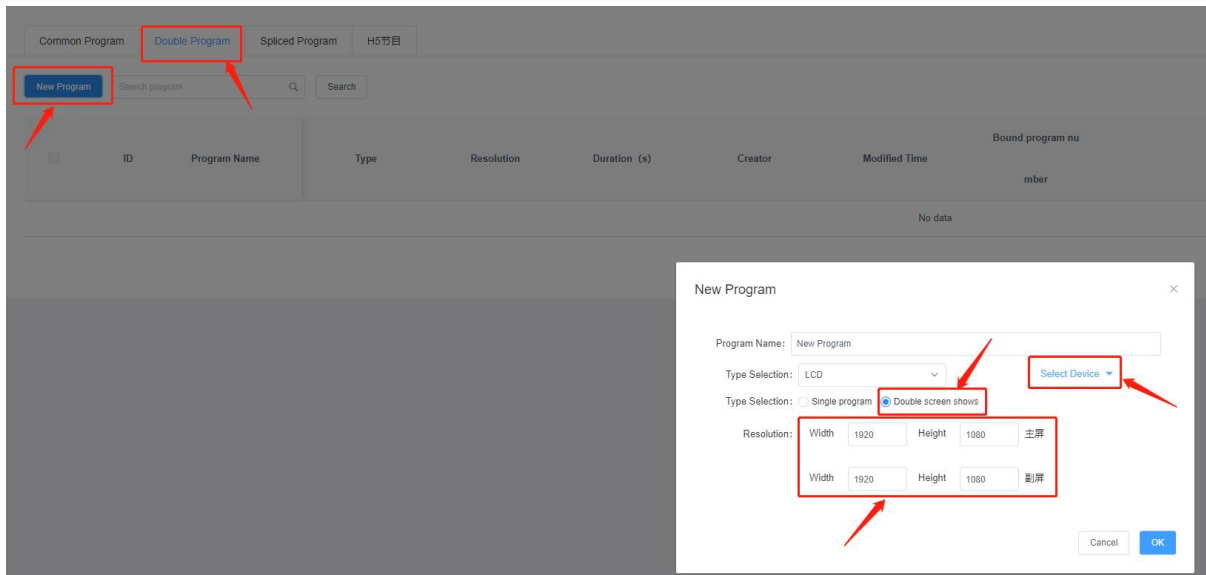 Common Program Double Program Spliced Program H5节目
New Program Search program Search
Bound program nu
ID Program Name Type Resolution Duration (s) Creator Modified Time
mber
No data
New Program
Program Name: New Program
Type Selection: LCD Select Device
Type Selection: Single program Double screen shows
Resolution: Width 1920 Height 1080 主屏
Width 1920 Height 1080 副屏
Cancel OK